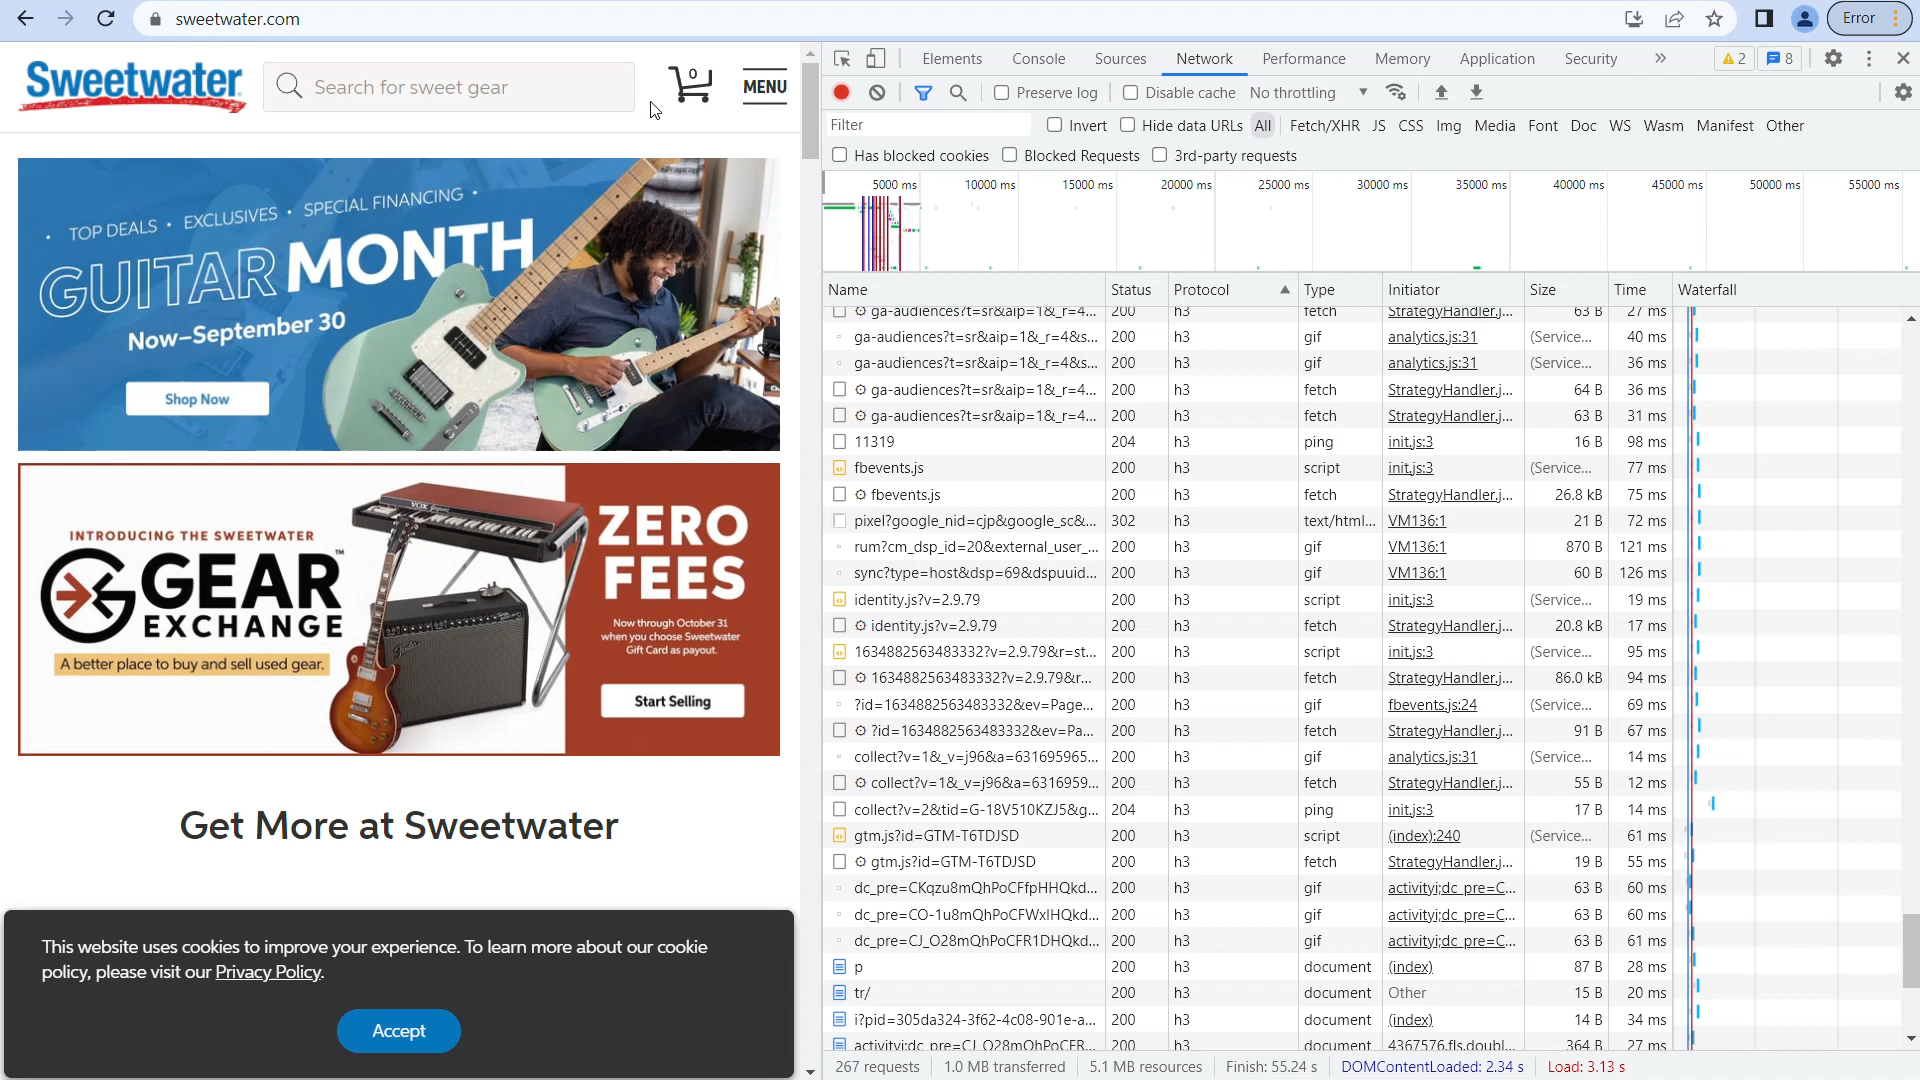 sweetwater.com
Error
Sweetwater
Search for sweet gear
0
MENU
TOP DEALS • EXCLUSIVES • SPECIAL FINANCING
GUITAR MONTH
Now–September 30
Shop Now
INTRODUCING THE SWEETWATER
GEAR
EXCHANGE
A better place to buy and sell used gear.
ZERO
FEES
Now through October 31
when you choose Sweetwater
Gift Card as payout.
Start Selling
Get More at Sweetwater
This website uses cookies to improve your experience. To learn more about our cookie
policy, please visit our Privacy Policy.
Accept
Elements Console Sources Network Performance Memory Application Security 2 8
Preserve log Disable cache No throttling
Filter Invert Hide data URLs All Fetch/XHR JS CSS Img Media Font Doc WS Wasm Manifest Other
Has blocked cookies Blocked Requests 3rd-party requests
5000 ms 10000 ms 15000 ms 20000 ms 25000 ms 30000 ms 35000 ms 40000 ms 45000 ms 50000 ms 55000 ms
Name Status Protocol Type Initiator Size Time Waterfall
ga-audiences?t=sr&aip=1&_r=4... 200 h3 fetch StrategyHandler.j... 63 B 27 ms
ga-audiences?t=sr&aip=1&_r=4&s... 200 h3 gif analytics.js:31 (Service... 40 ms
ga-audiences?t=sr&aip=1&_r=4&s... 200 h3 gif analytics.js:31 (Service... 36 ms
ga-audiences?t=sr&aip=1&_r=4... 200 h3 fetch StrategyHandler.j... 64 B 36 ms
ga-audiences?t=sr&aip=1&_r=4... 200 h3 fetch StrategyHandler.j... 63 B 31 ms
11319 204 h3 ping init.js:3 16 B 98 ms
fbevents.js 200 h3 script init.js:3 (Service... 77 ms
fbevents.js 200 h3 fetch StrategyHandler.j... 26.8 kB 75 ms
pixel?google_nid=cjp&google_sc&... 302 h3 text/html... VM136:1 21 B 72 ms
rum?cm_dsp_id=20&external_user_... 200 h3 gif VM136:1 870 B 121 ms
sync?type=host&dsp=69&dspuuid... 200 h3 gif VM136:1 60 B 126 ms
identity.js?v=2.9.79 200 h3 script init.js:3 (Service... 19 ms
identity.js?v=2.9.79 200 h3 fetch StrategyHandler.j... 20.8 kB 17 ms
1634882563483332?v=2.9.79&r=st... 200 h3 script init.js:3 (Service... 95 ms
1634882563483332?v=2.9.79&r... 200 h3 fetch StrategyHandler.j... 86.0 kB 94 ms
?id=1634882563483332&ev=Page... 200 h3 gif fbevents.js:24 (Service... 69 ms
?id=1634882563483332&ev=Pa... 200 h3 fetch StrategyHandler.j... 91 B 67 ms
collect?v=1&_v=j96&a=631695965... 200 h3 gif analytics.js:31 (Service... 14 ms
collect?v=1&_v=j96&a=6316959... 200 h3 fetch StrategyHandler.j... 55 B 12 ms
collect?v=2&tid=G-18V510KZJ5&g... 204 h3 ping init.js:3 17 B 14 ms
gtm.js?id=GTM-T6TDJSD 200 h3 script (index):240 (Service... 61 ms
gtm.js?id=GTM-T6TDJSD 200 h3 fetch StrategyHandler.j... 19 B 55 ms
dc_pre=CKqzu8mQhPoCFfpHHQkd... 200 h3 gif activityi;dc_pre=C... 63 B 60 ms
dc_pre=CO-1u8mQhPoCFWxIHQkd... 200 h3 gif activityi;dc_pre=C... 63 B 60 ms
dc_pre=CJ_O28mQhPoCFR1DHQkd... 200 h3 gif activityi;dc_pre=C... 63 B 61 ms
p 200 h3 document (index) 87 B 28 ms
tr/ 200 h3 document Other 15 B 20 ms
i?pid=305da324-3f62-4c08-901e-a... 200 h3 document (index) 14 B 34 ms
activityi;dc_pre=CJ_O28mQhPoCFR... 200 h3 document 4367576.fls.doubl... 364 B 27 ms
267 requests 1.0 MB transferred 5.1 MB resources Finish: 55.24 s DOMContentLoaded: 2.34 s Load: 3.13 s